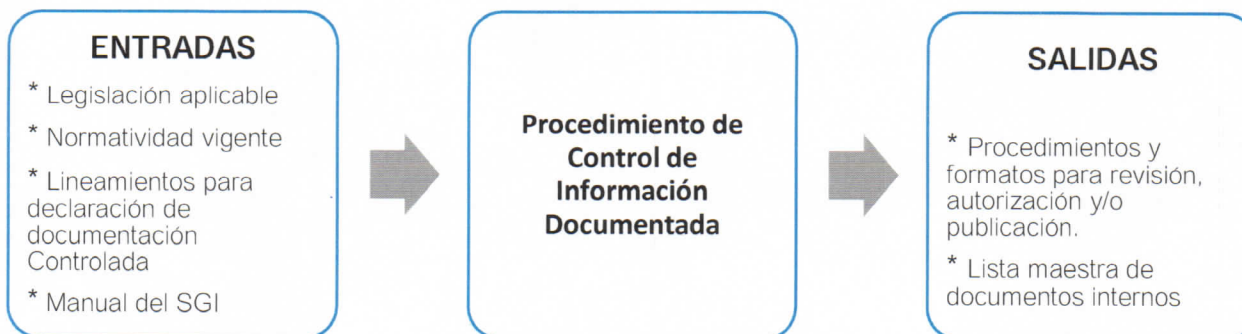 ENTRADAS
* Legislación aplicable
* Normatividad vigente
* Lineamientos para
declaración de
documentación
Controlada
* Manual del SGI
Procedimiento de
Control de
Información
Documentada
SALIDAS
* Procedimientos y
formatos para revisión,
autorización y/o
publicación.
* Lista maestra de
documentos internos